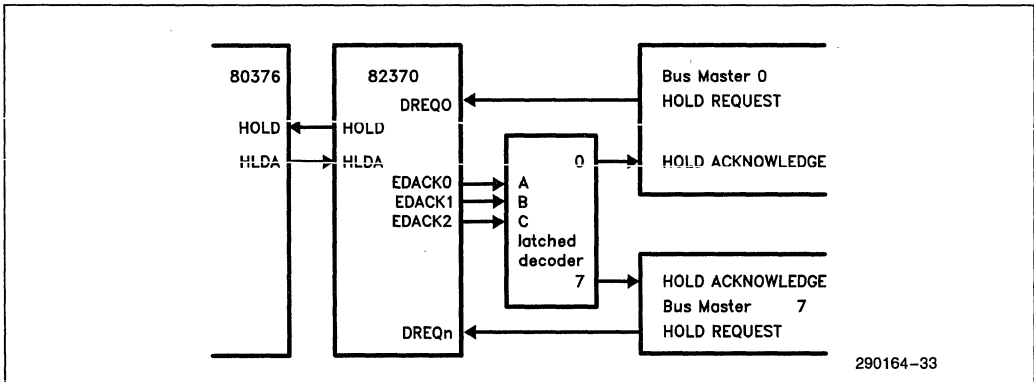 80376
HOLD
HLDA
82370
DREQ0
HOLD
HLDA
EDACK0
EDACK1
EDACK2
DREQn
0
A
B
C
latched
decoder
7
Bus Master 0
HOLD REQUEST
HOLD ACKNOWLEDGE
HOLD ACKNOWLEDGE
Bus Master 7
HOLD REQUEST
290164-33